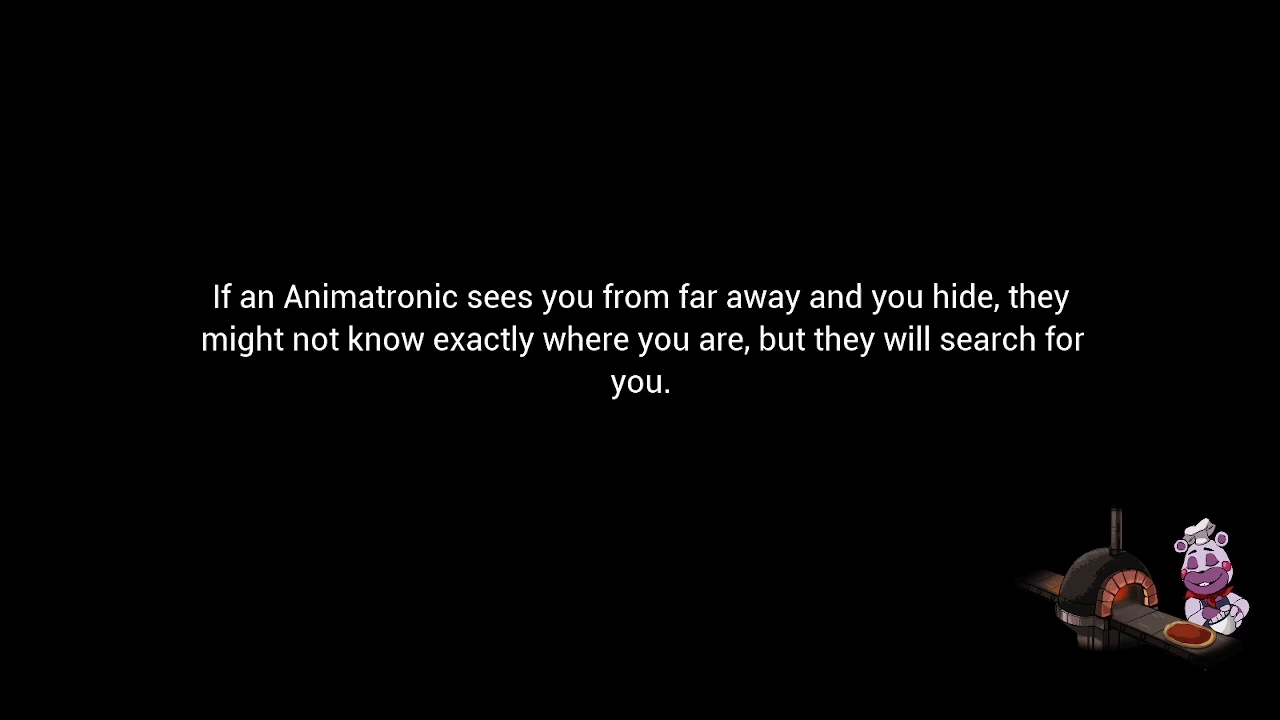 If an Animatronic sees you from far away and you hide, they
might not know exactly where you are, but they will search for
you.